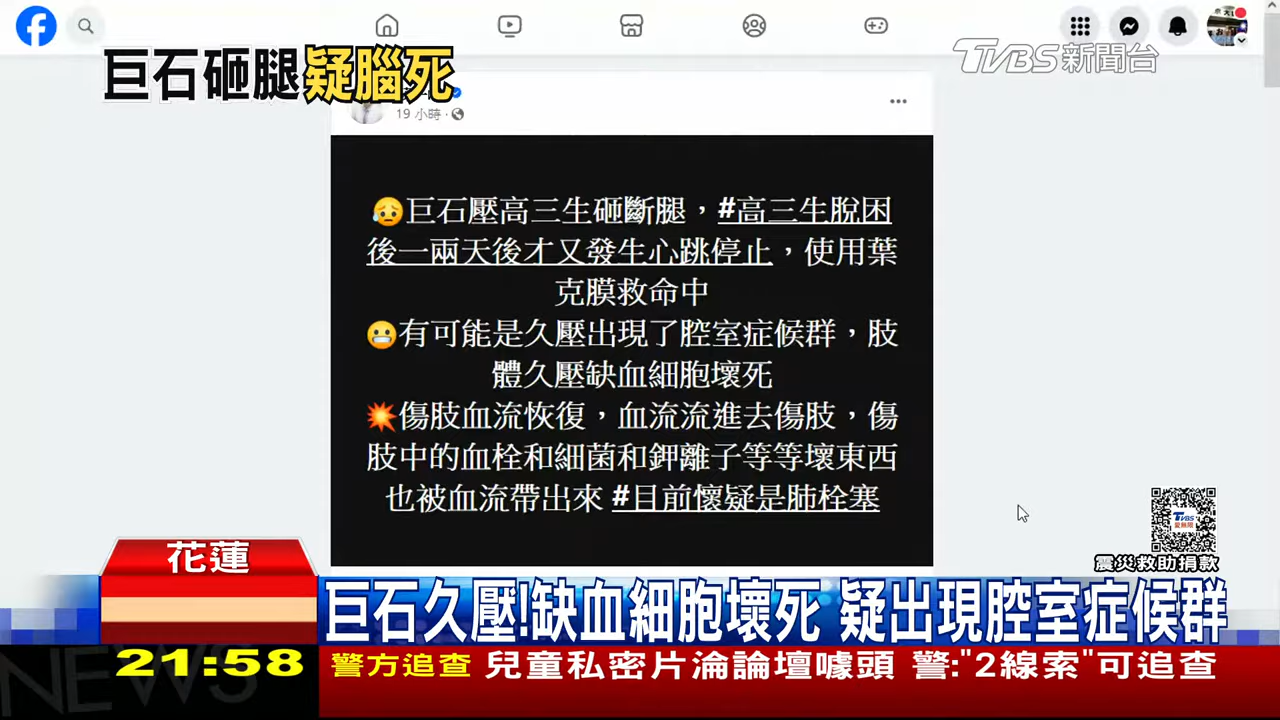 巨石砸腿疑腦死
TVBS新聞台
19 小時
😥巨石壓高三生砸斷腿，#高三生脫困
後一兩天後才又發生心跳停止，使用葉
克膜救命中
😬有可能是久壓出現了腔室症候群，肢
體久壓缺血細胞壞死
💥傷肢血流恢復，血流流進去傷肢，傷
肢中的血栓和細菌和鉀離子等等壞東西
也被血流帶出來 #目前懷疑是肺栓塞
TVBS
震災救助捐款
花蓮
巨石久壓!缺血細胞壞死 疑出現腔室症候群
NEWS
21:58
警方追查 兒童私密片淪論壇噱頭 警:"2線索"可追查